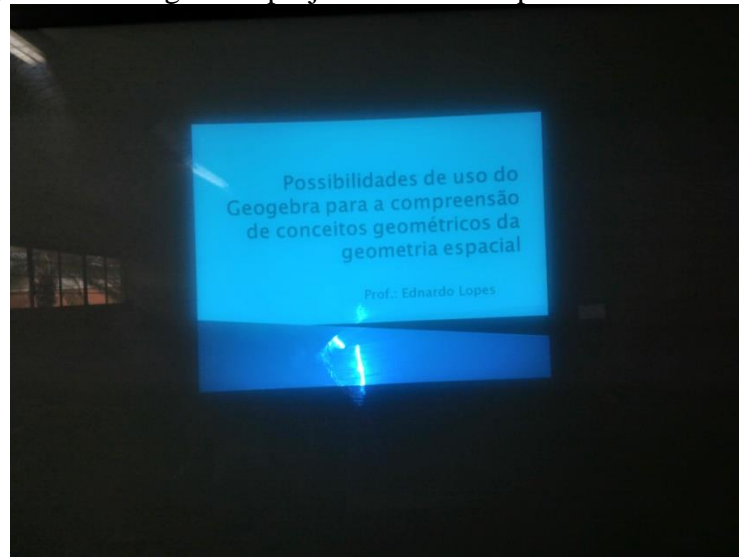 Possibilidades de uso do
Geogebra para a compreensão
de conceitos geométricos da
geometria espacial
Prof.: Ednardo Lopes